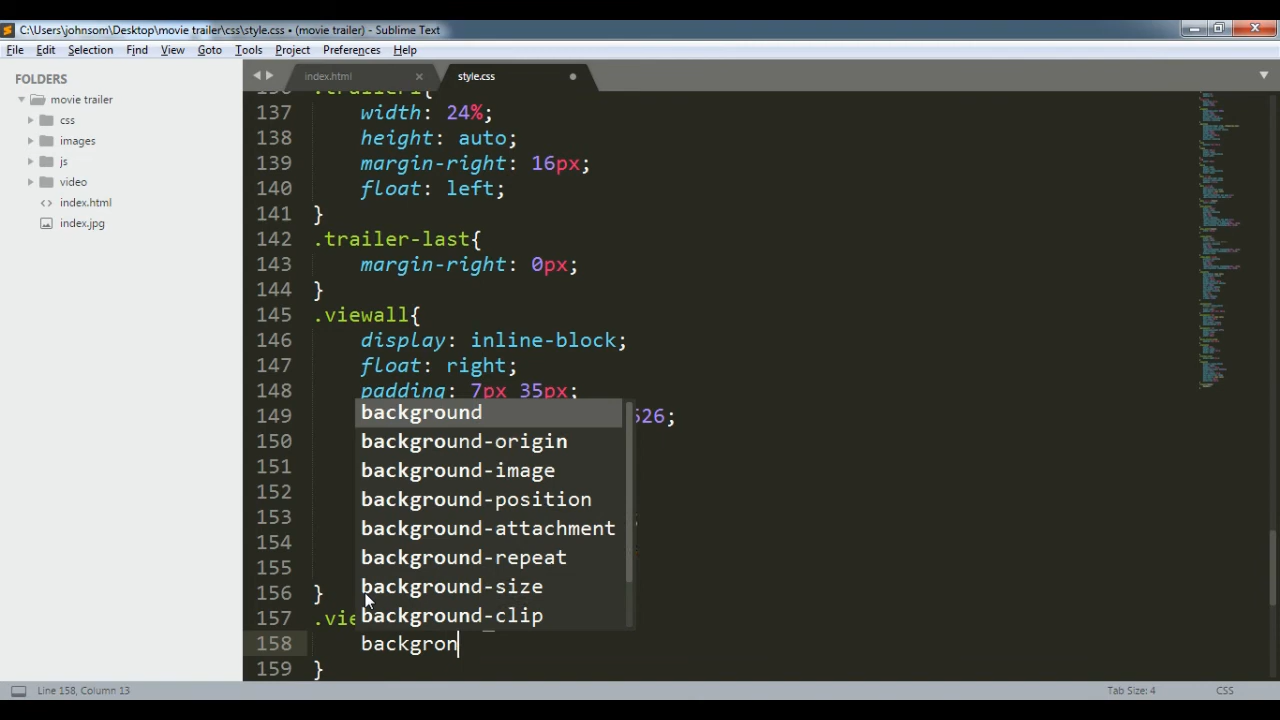 C:\Users\johnsom\Desktop\movie trailer\css\style.css • (movie trailer) - Sublime Text
File Edit Selection Find View Goto Tools Project Preferences Help
FOLDERS
movie trailer
css
images
js
video
index.html
index.jpg
index.html × style.css
137 width: 24%;
138 height: auto;
139 margin-right: 16px;
140 float: left;
141 }
142 .trailer-last{
143 margin-right: 0px;
144 }
145 .viewall{
146 display: inline-block;
147 float: right;
148 padding: 7px 35px;
149 526;
150
151
152
153
154
155
156 }
157 .vie
158 backgron
159 }
background
background-origin
background-image
background-position
background-attachment
background-repeat
background-size
background-clip
Line 158, Column 13 Tab Size: 4 CSS